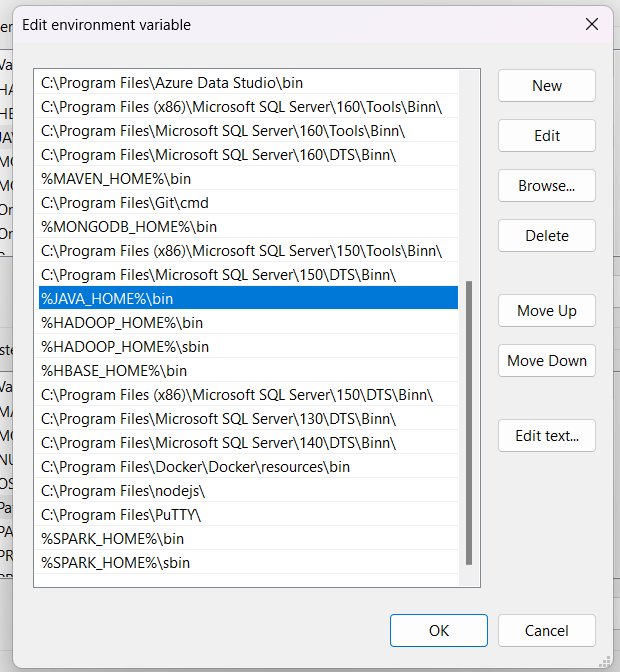 Edit environment variable
C:\Program Files\Azure Data Studio\bin
C:\Program Files (x86)\Microsoft SQL Server\160\Tools\Binn\
C:\Program Files\Microsoft SQL Server\160\Tools\Binn\
C:\Program Files\Microsoft SQL Server\160\DTS\Binn\
%MAVEN_HOME%\bin
C:\Program Files\Git\cmd
%MONGODB_HOME%\bin
C:\Program Files (x86)\Microsoft SQL Server\150\Tools\Binn\
C:\Program Files\Microsoft SQL Server\150\DTS\Binn\
%JAVA_HOME%\bin
%HADOOP_HOME%\bin
%HADOOP_HOME%\sbin
%HBASE_HOME%\bin
C:\Program Files (x86)\Microsoft SQL Server\150\DTS\Binn\
C:\Program Files\Microsoft SQL Server\130\DTS\Binn\
C:\Program Files\Microsoft SQL Server\140\DTS\Binn\
C:\Program Files\Docker\Docker\resources\bin
C:\Program Files\nodejs\
C:\Program Files\PuTTY\
%SPARK_HOME%\bin
%SPARK_HOME%\sbin
New
Edit
Browse...
Delete
Move Up
Move Down
Edit text...
OK
Cancel